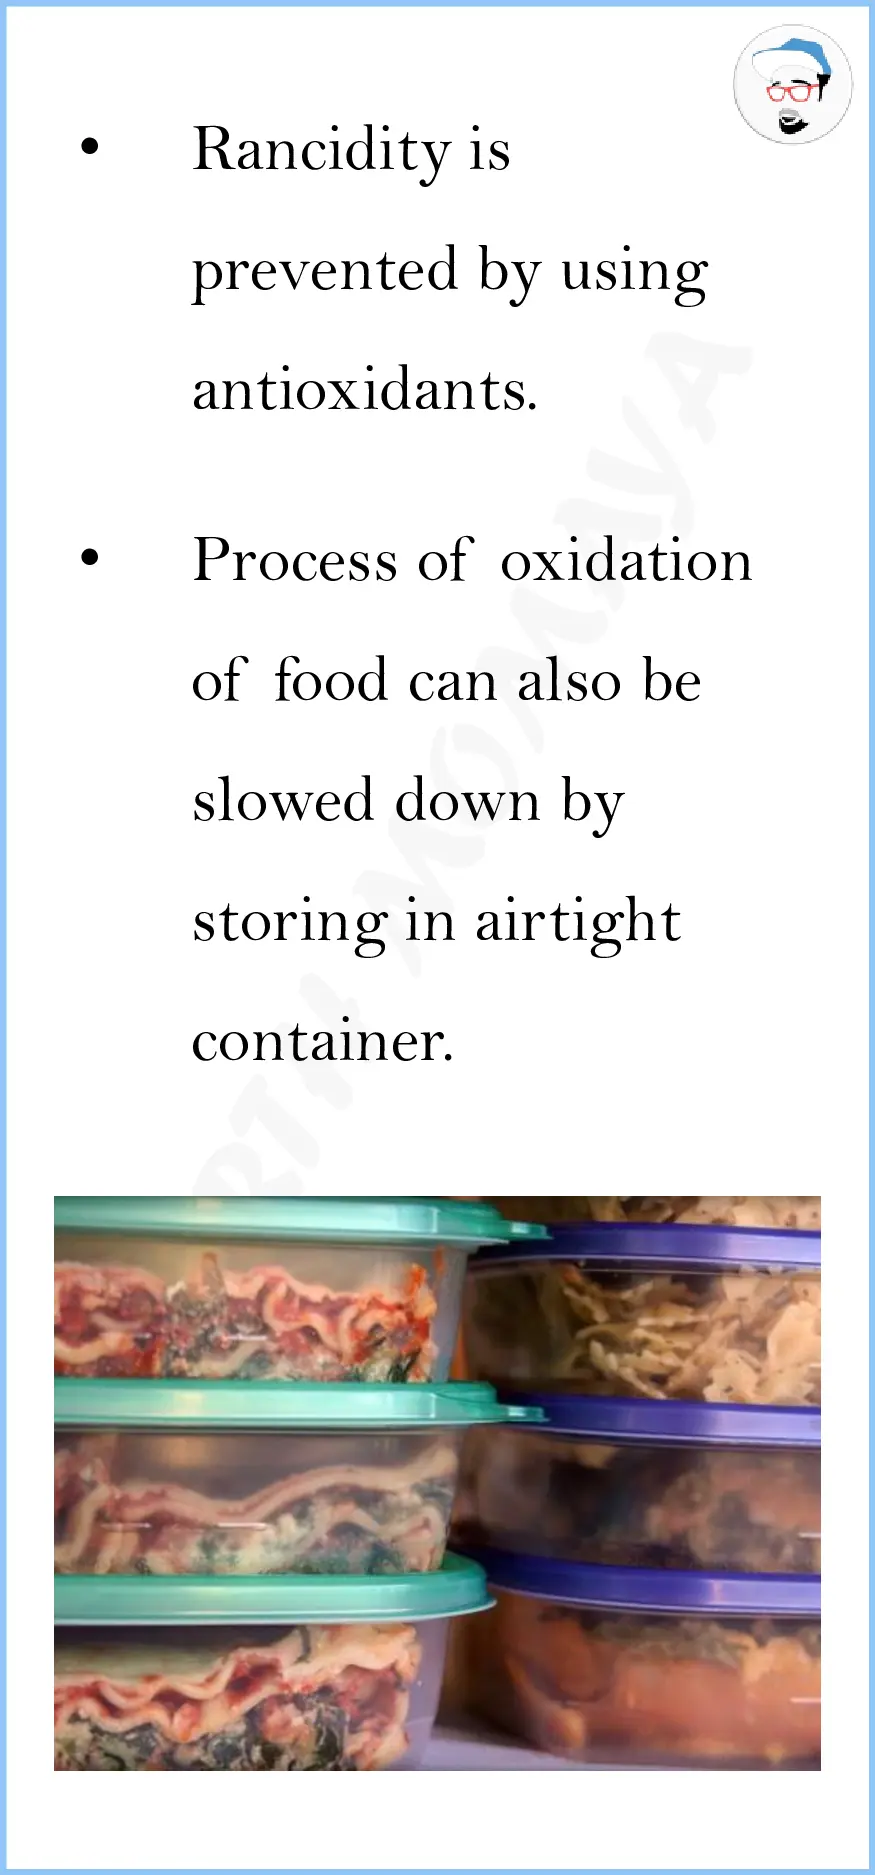 • Rancidity is
prevented by using
antioxidants.
• Process of oxidation
of food can also be
slowed down by
storing in airtight
container.